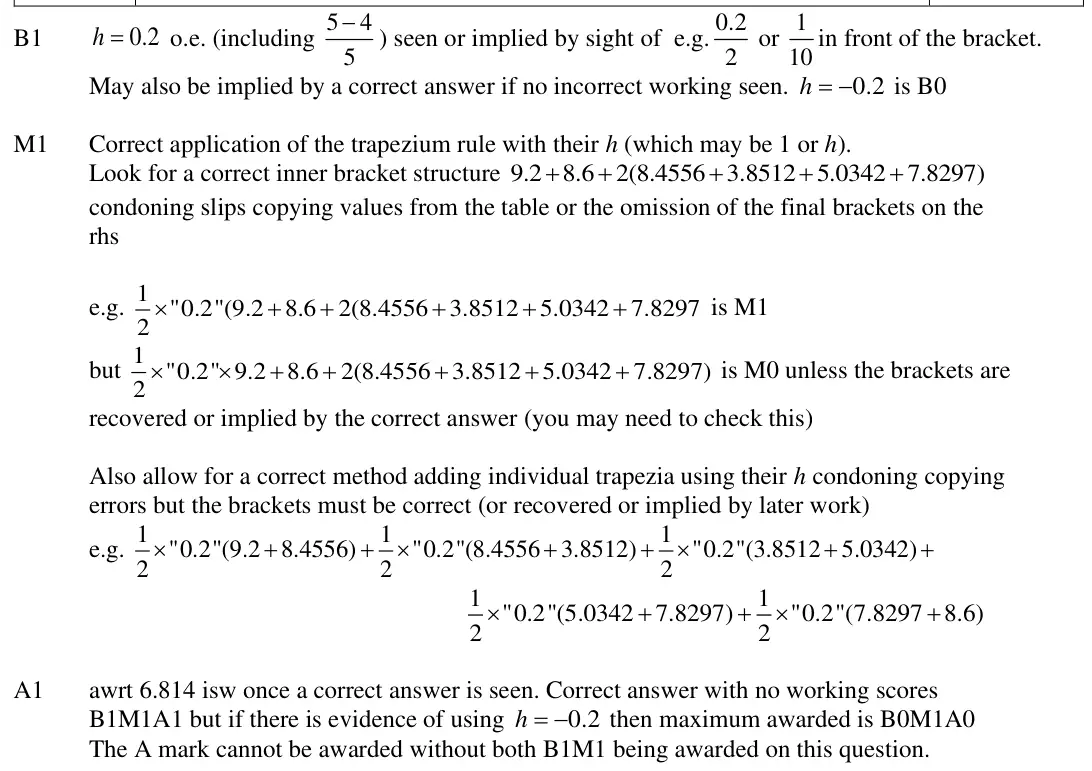 B1 h = 0.2 o.e. (including (5 − 4)/5) seen or implied by sight of e.g. 0.2/2 or 1/10 in front of the bracket.
May also be implied by a correct answer if no incorrect working seen. h = −0.2 is B0
M1 Correct application of the trapezium rule with their h (which may be 1 or h).
Look for a correct inner bracket structure 9.2 + 8.6 + 2(8.4556 + 3.8512 + 5.0342 + 7.8297)
condoning slips copying values from the table or the omission of the final brackets on the
rhs
e.g. 1/2 × "0.2"(9.2 + 8.6 + 2(8.4556 + 3.8512 + 5.0342 + 7.8297 is M1
but 1/2 × "0.2" × 9.2 + 8.6 + 2(8.4556 + 3.8512 + 5.0342 + 7.8297) is M0 unless the brackets are
recovered or implied by the correct answer (you may need to check this)
Also allow for a correct method adding individual trapezia using their h condoning copying
errors but the brackets must be correct (or recovered or implied by later work)
e.g. 1/2 × "0.2"(9.2 + 8.4556) + 1/2 × "0.2"(8.4556 + 3.8512) + 1/2 × "0.2"(3.8512 + 5.0342) +
1/2 × "0.2"(5.0342 + 7.8297) + 1/2 × "0.2"(7.8297 + 8.6)
A1 awrt 6.814 isw once a correct answer is seen. Correct answer with no working scores
B1M1A1 but if there is evidence of using h = −0.2 then maximum awarded is B0M1A0
The A mark cannot be awarded without both B1M1 being awarded on this question.